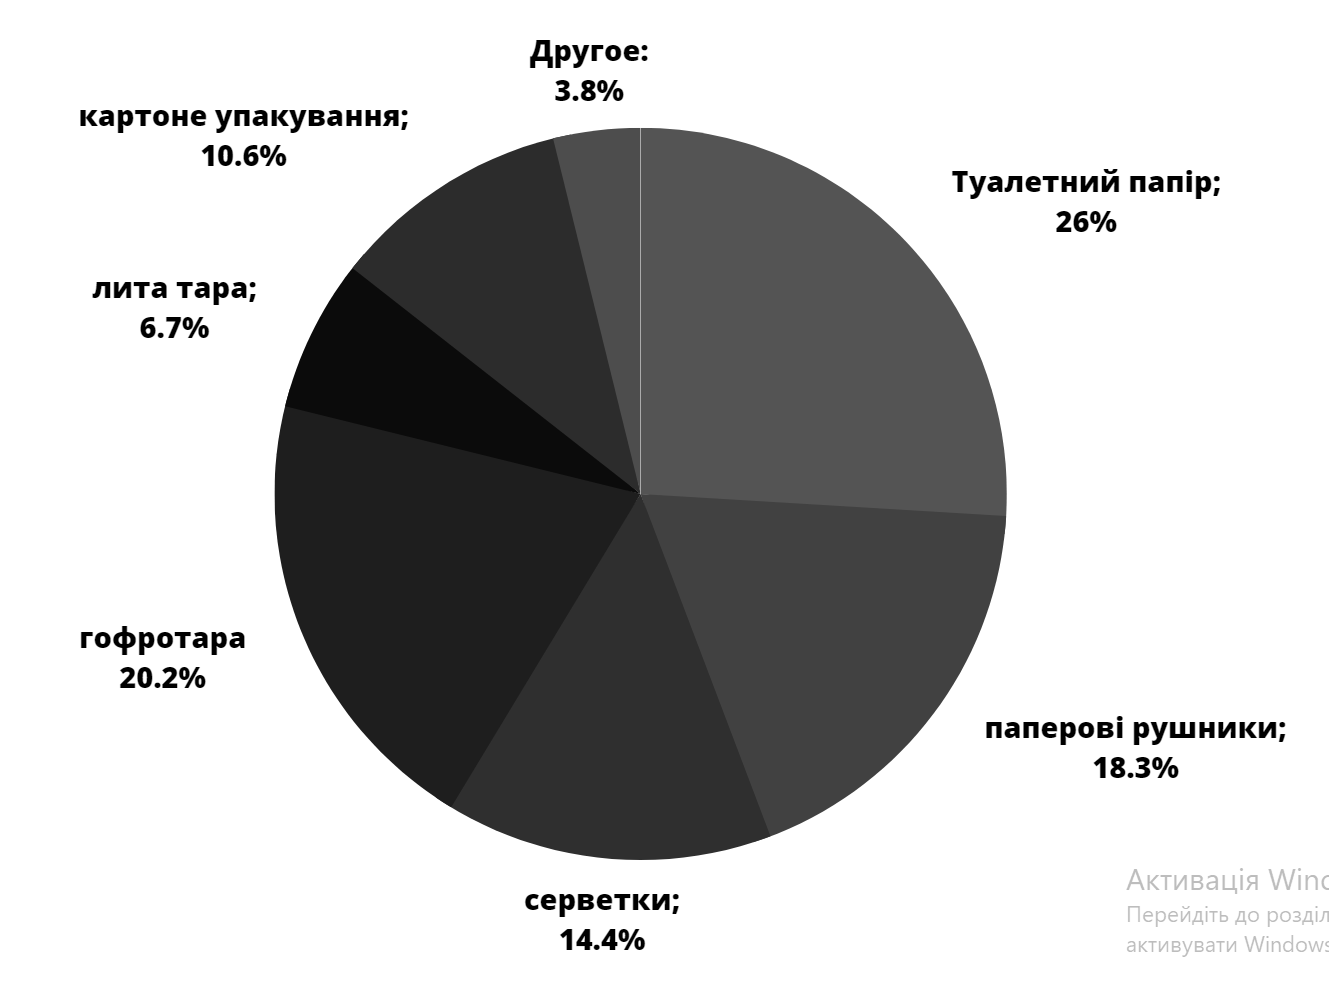 Другое:
3.8%
картоне упакування;
10.6%
Туалетний папір;
26%
лита тара;
6.7%
гофротара
20.2%
паперові рушники;
18.3%
серветки;
14.4%
Активація Wind
Перейдіть до розділ
активувати Windows